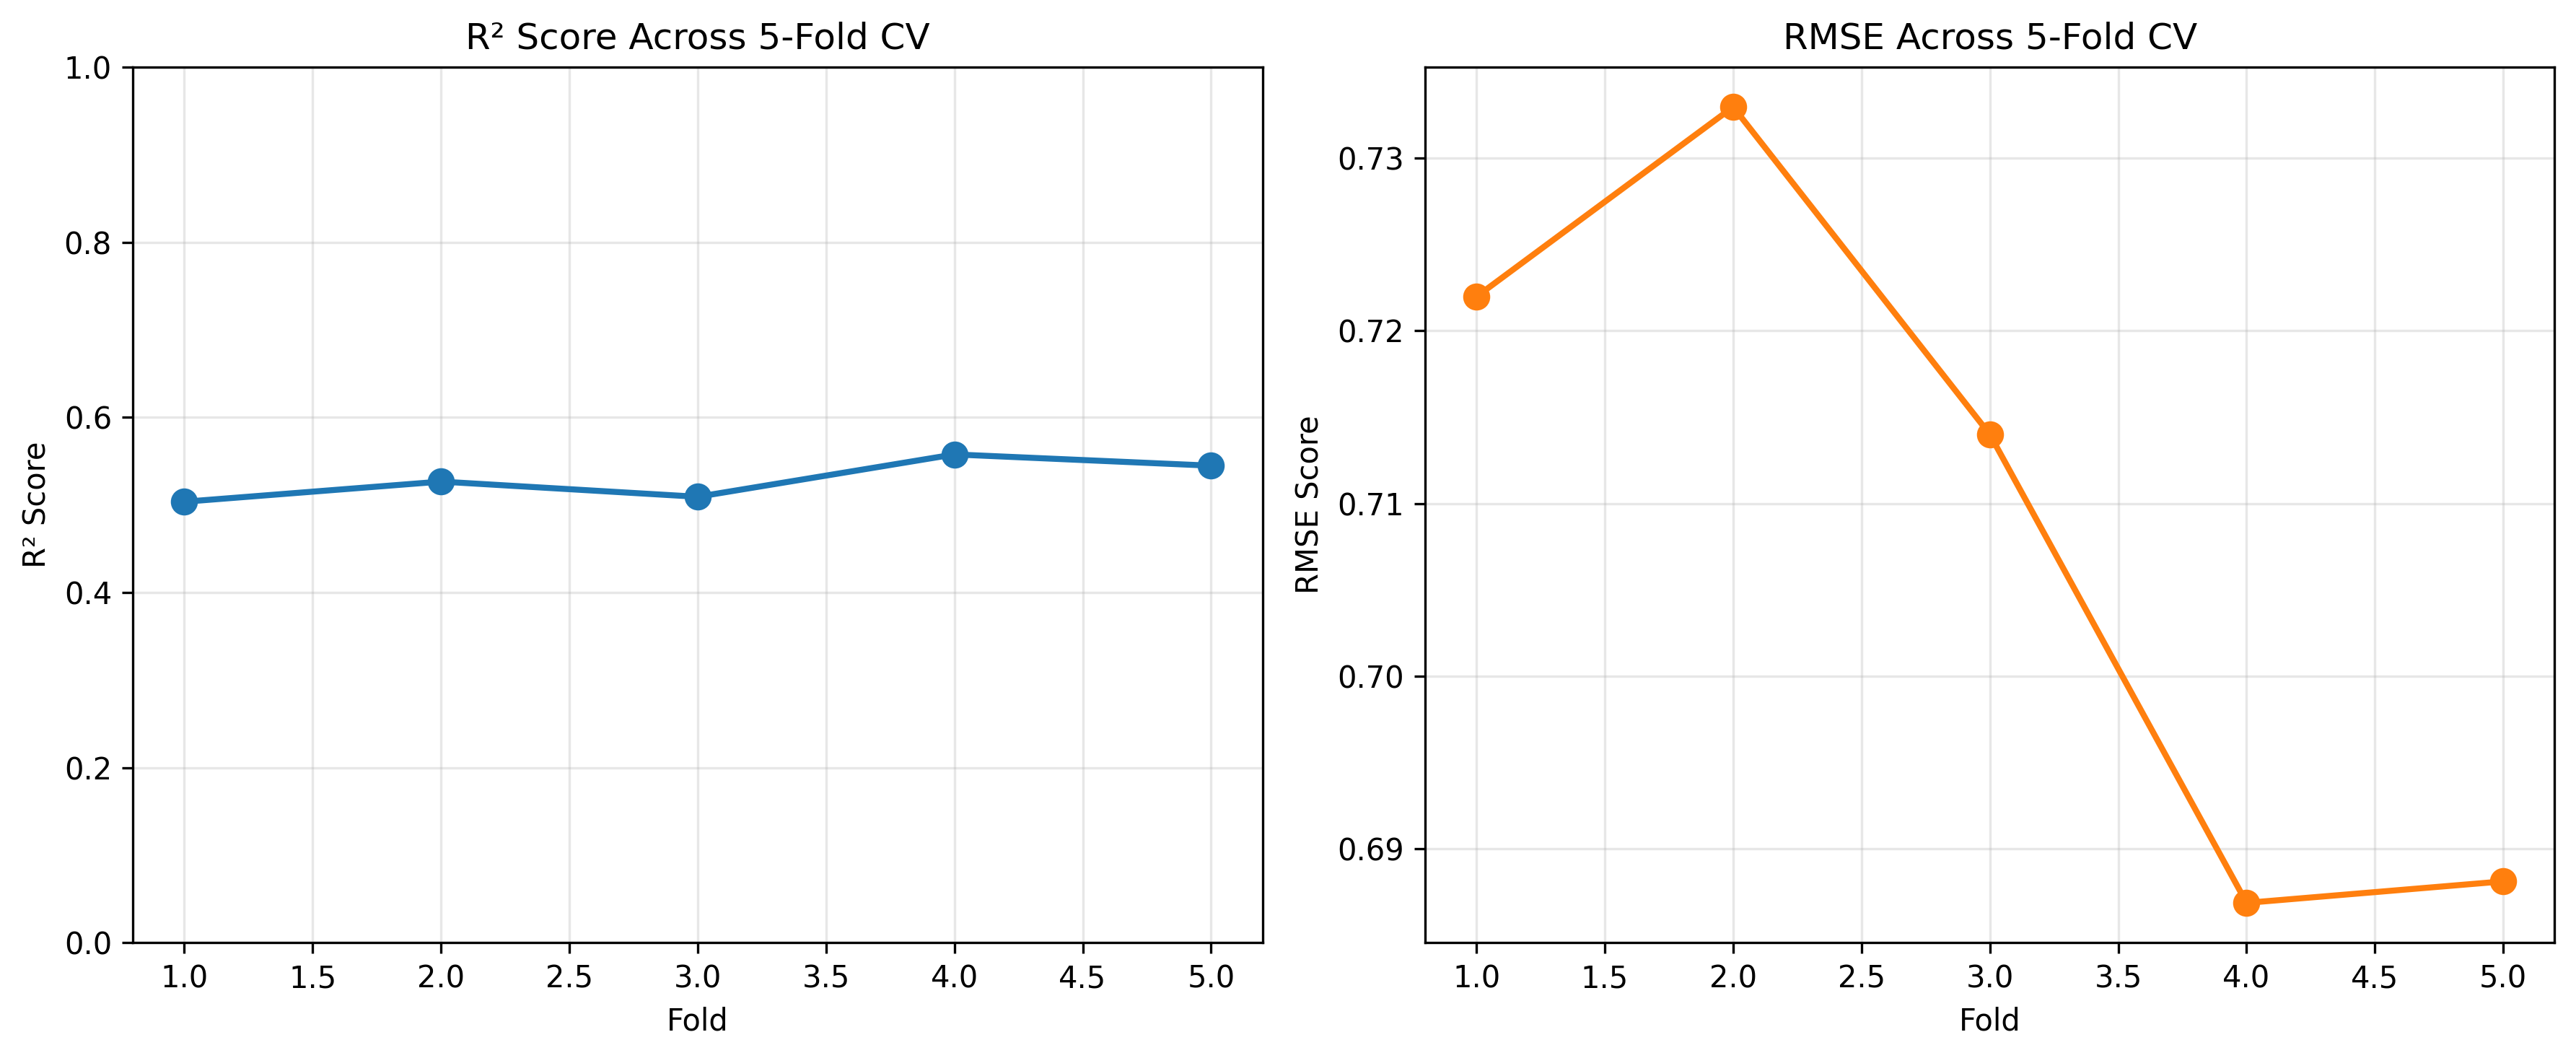 R² Score Across 5-Fold CV
1.0
0.8
0.6
0.4
0.2
0.0
R² Score
1.0 1.5 2.0 2.5 3.0 3.5 4.0 4.5 5.0
Fold
RMSE Across 5-Fold CV
0.73
0.72
0.71
0.70
0.69
RMSE Score
1.0 1.5 2.0 2.5 3.0 3.5 4.0 4.5 5.0
Fold